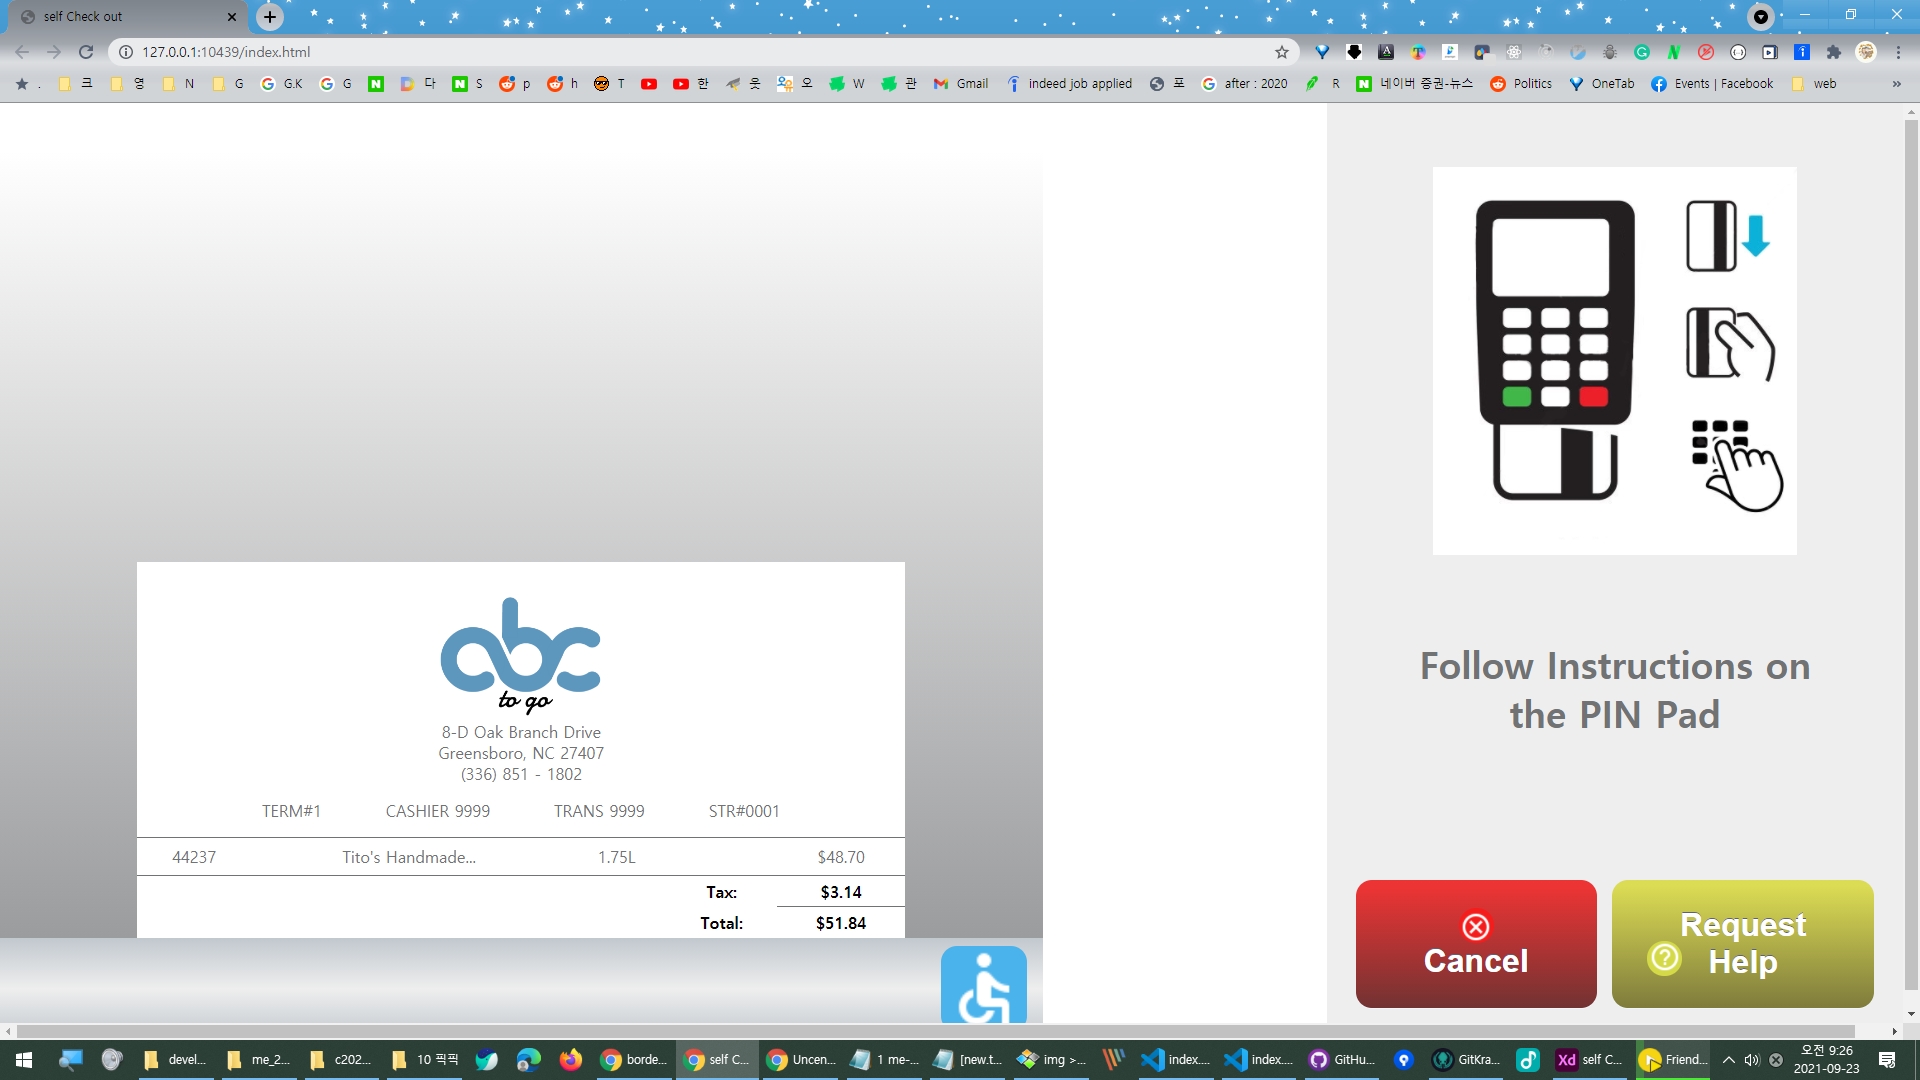 self Check out
127.0.0.1:10439/index.html
. 크 영 N G G.K G 다 S p h T 한 웃 오 W 관 Gmail indeed job applied 포 after : 2020 R 네이버 증권-뉴스 Politics OneTab Events | Facebook web »
abc
to go
8-D Oak Branch Drive
Greensboro, NC 27407
(336) 851 - 1802
TERM#1 CASHIER 9999 TRANS 9999 STR#0001
44237 Tito's Handmade... 1.75L $48.70
Tax: $3.14
Total: $51.84
Follow Instructions on
the PIN Pad
Cancel
Request
Help
devel... me_2... c202... 10 픽픽 borde... self C... Uncen... 1 me-... [new.t... img >... index.... index.... GitHu... GitKra... self C... Friend...
오전 9:26
2021-09-23